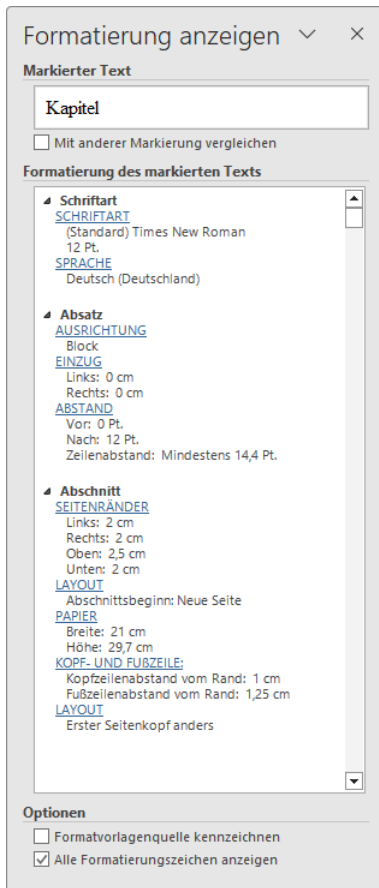 Formatierung anzeigen
Markierter Text
Kapitel
Mit anderer Markierung vergleichen
Formatierung des markierten Texts
Schriftart
SCHRIFTART
(Standard) Times New Roman
12 Pt.
SPRACHE
Deutsch (Deutschland)
Absatz
AUSRICHTUNG
Block
EINZUG
Links: 0 cm
Rechts: 0 cm
ABSTAND
Vor: 0 Pt.
Nach: 12 Pt.
Zeilenabstand: Mindestens 14,4 Pt.
Abschnitt
SEITENRÄNDER
Links: 2 cm
Rechts: 2 cm
Oben: 2,5 cm
Unten: 2 cm
LAYOUT
Abschnittsbeginn: Neue Seite
PAPIER
Breite: 21 cm
Höhe: 29,7 cm
KOPF- UND FUßZEILE:
Kopfzeilenabstand vom Rand: 1 cm
Fußzeilenabstand vom Rand: 1,25 cm
LAYOUT
Erster Seitenkopf anders
Optionen
Formatvorlagenquelle kennzeichnen
Alle Formatierungszeichen anzeigen